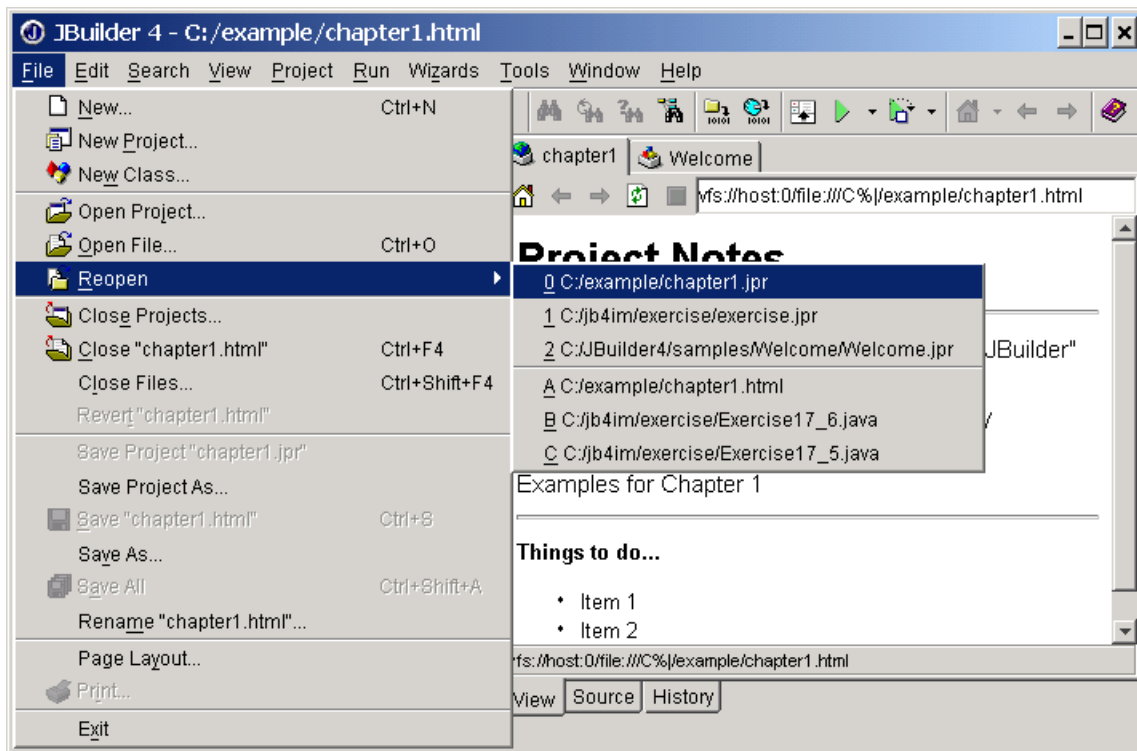 JBuilder 4 - C:/example/chapter1.html
File Edit Search View Project Run Wizards Tools Window Help
New... Ctrl+N
New Project...
New Class...
Open Project...
Open File... Ctrl+O
Reopen
Close Projects...
Close "chapter1.html" Ctrl+F4
Close Files... Ctrl+Shift+F4
Revert "chapter1.html"
Save Project "chapter1.jpr"
Save Project As...
Save "chapter1.html" Ctrl+S
Save As...
Save All Ctrl+Shift+A
Rename "chapter1.html"...
Page Layout...
Print...
Exit
0 C:/example/chapter1.jpr
1 C:/jb4im/exercise/exercise.jpr
2 C:/JBuilder4/samples/Welcome/Welcome.jpr
A C:/example/chapter1.html
B C:/jb4im/exercise/Exercise17_6.java
C C:/jb4im/exercise/Exercise17_5.java
chapter1 Welcome
vfs://host:0/file:///C%|/example/chapter1.html
Project Notes
JBuilder"
Examples for Chapter 1
Things to do...
• Item 1
• Item 2
vfs://host:0/file:///C%|/example/chapter1.html
View Source History